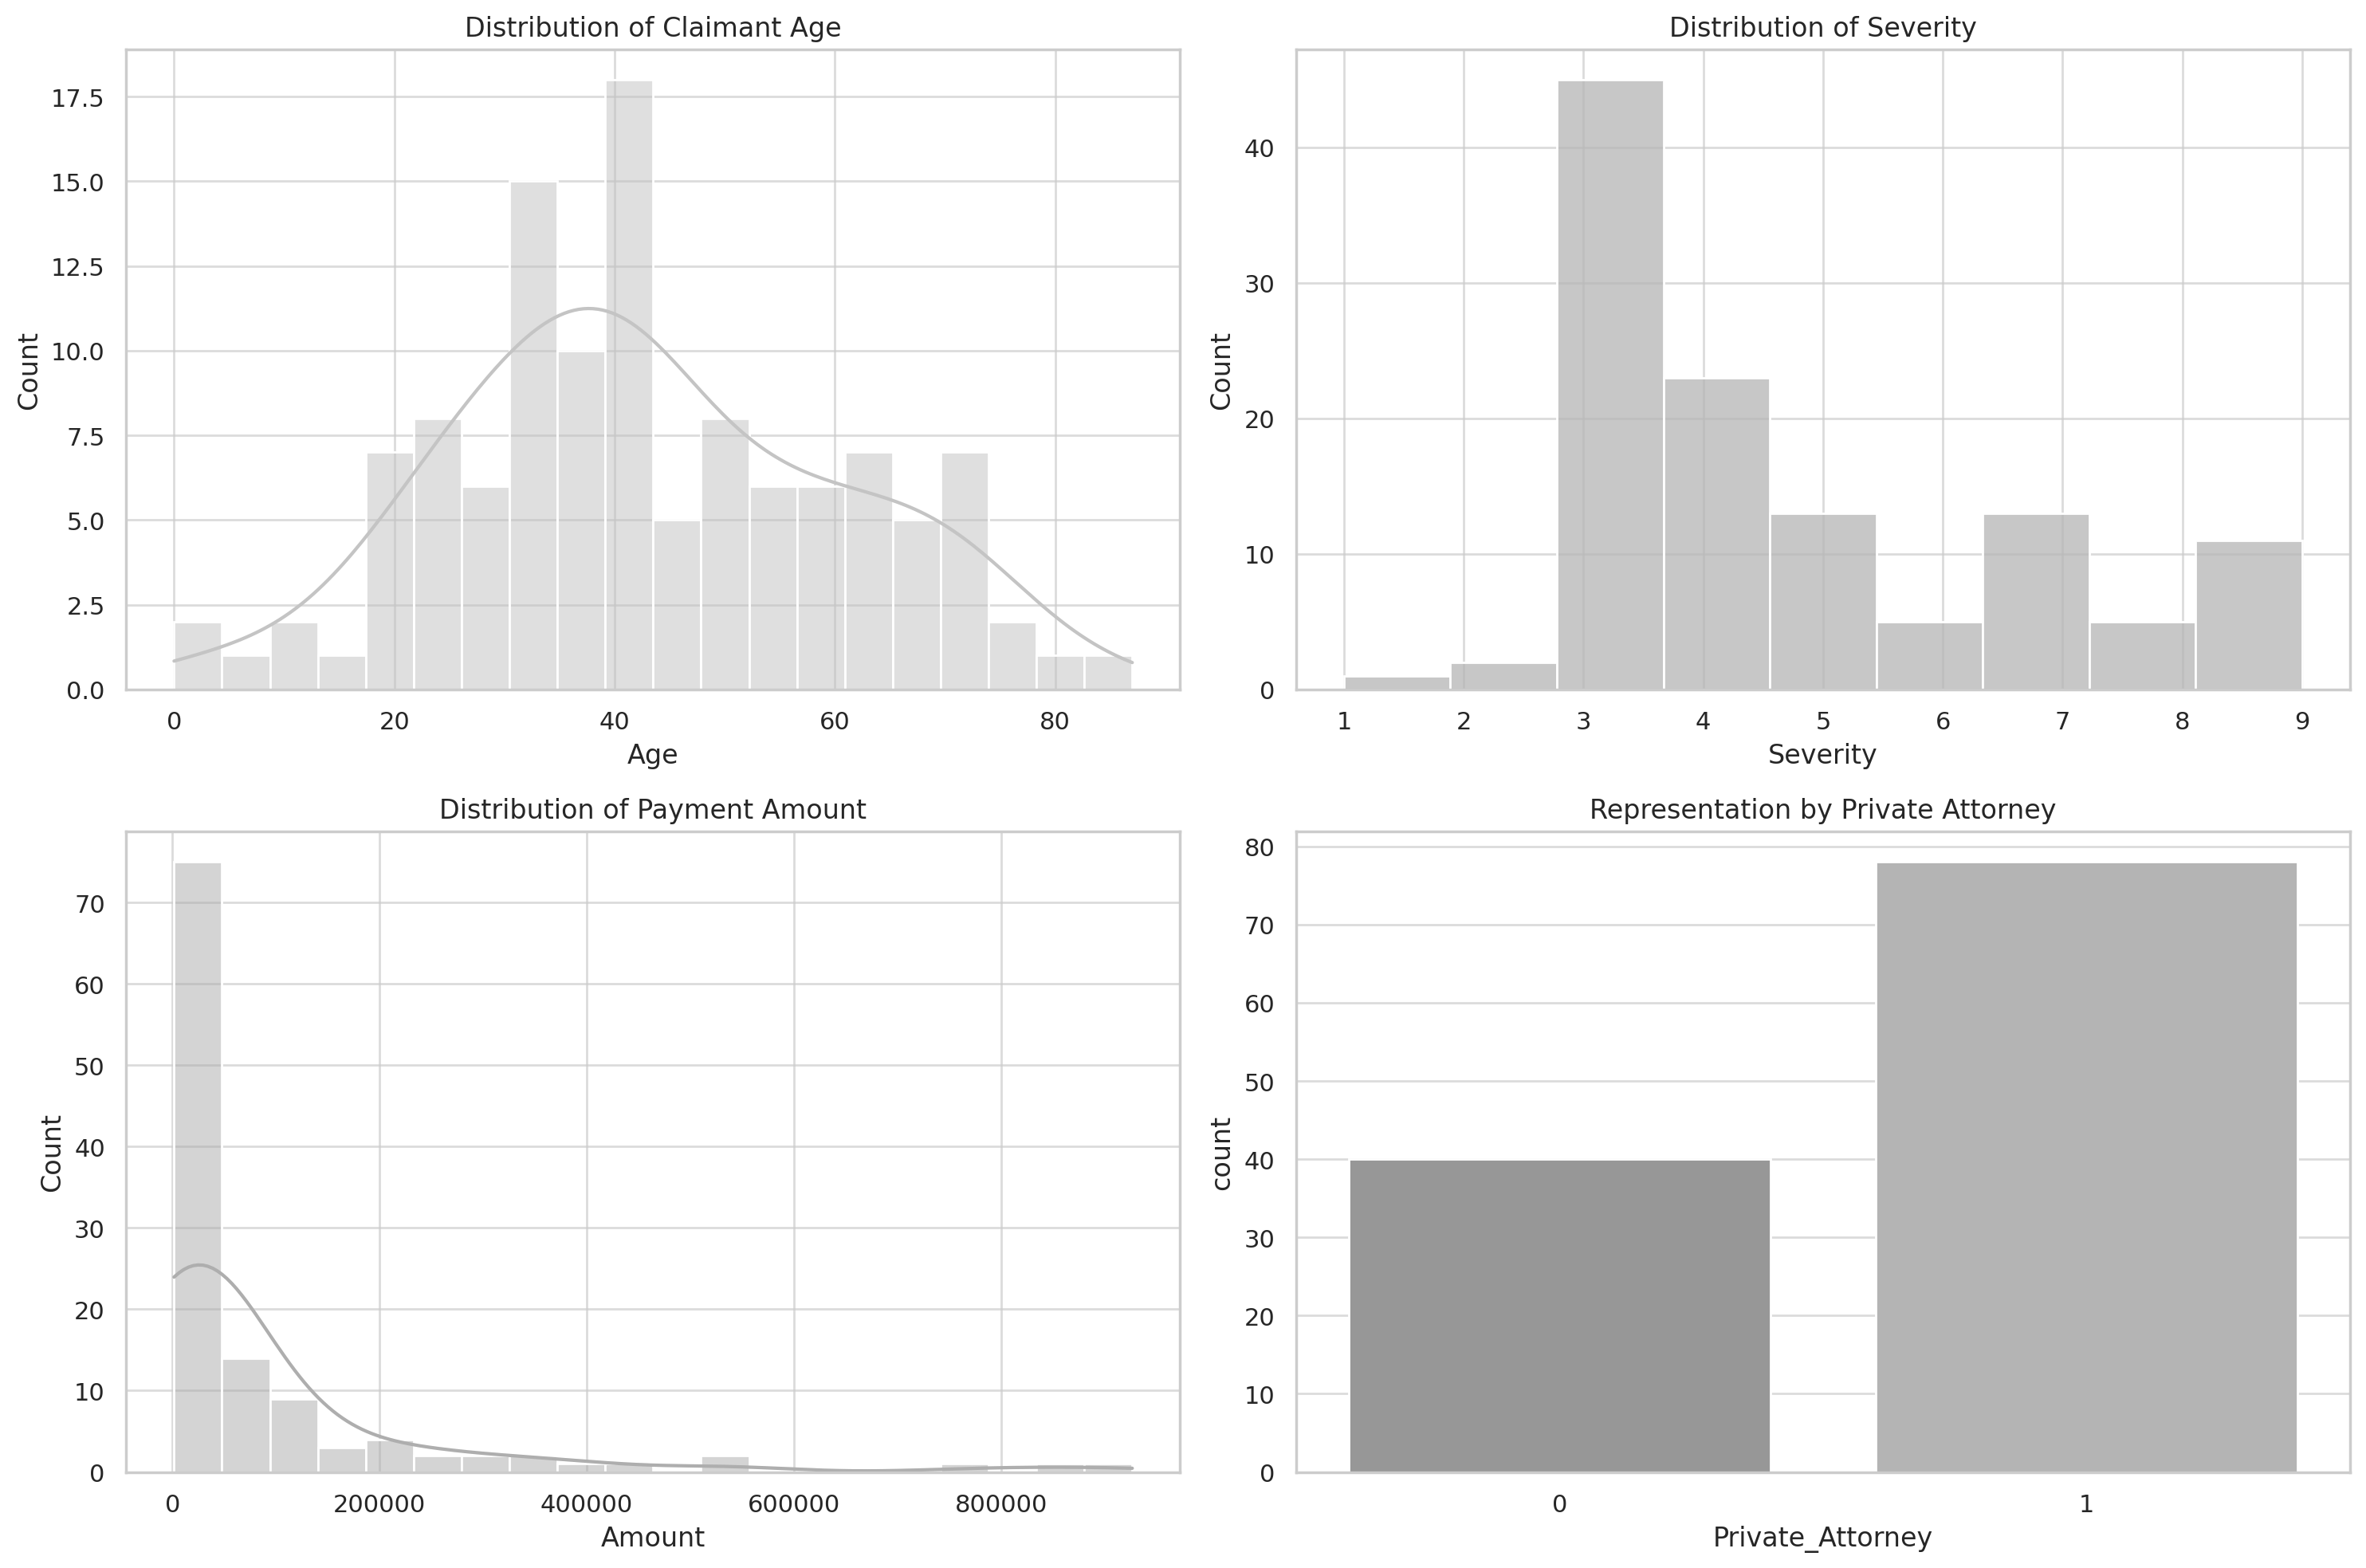 Distribution of Claimant Age
17.5
15.0
12.5
10.0
7.5
5.0
2.5
0.0
Count
0 20 40 60 80
Age
Distribution of Severity
40
30
20
10
0
Count
1 2 3 4 5 6 7 8 9
Severity
Distribution of Payment Amount
70
60
50
40
30
20
10
0
Count
0 200000 400000 600000 800000
Amount
Representation by Private Attorney
80
70
60
50
40
30
20
10
0
count
0 1
Private_Attorney